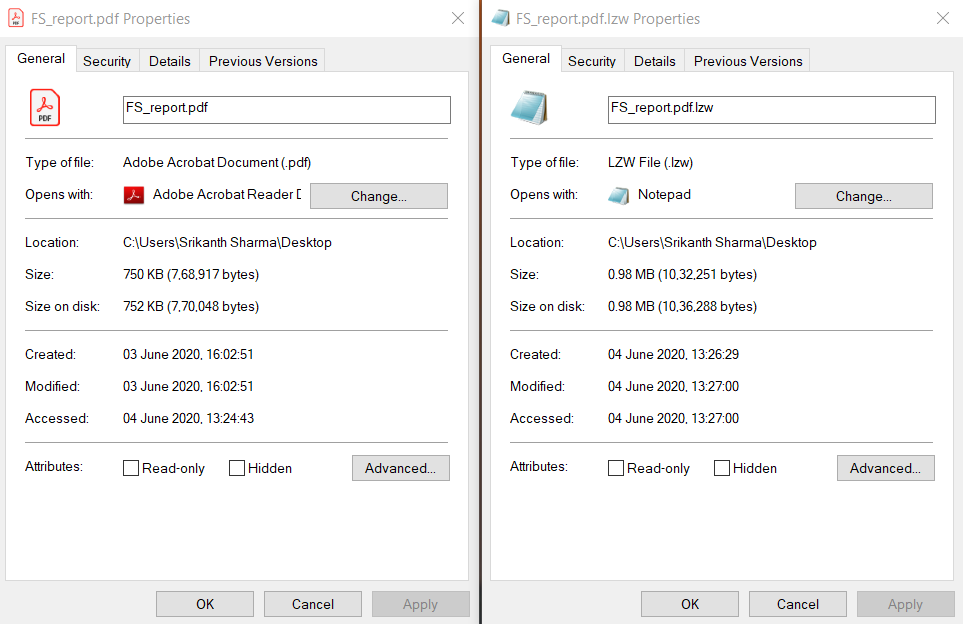 FS_report.pdf Properties
General Security Details Previous Versions
PDF
FS_report.pdf
Type of file: Adobe Acrobat Document (.pdf)
Opens with: Adobe Acrobat Reader D Change...
Location: C:\Users\Srikanth Sharma\Desktop
Size: 750 KB (7,68,917 bytes)
Size on disk: 752 KB (7,70,048 bytes)
Created: 03 June 2020, 16:02:51
Modified: 03 June 2020, 16:02:51
Accessed: 04 June 2020, 13:24:43
Attributes: Read-only Hidden Advanced...
OK Cancel Apply
FS_report.pdf.lzw Properties
General Security Details Previous Versions
FS_report.pdf.lzw
Type of file: LZW File (.lzw)
Opens with: Notepad Change...
Location: C:\Users\Srikanth Sharma\Desktop
Size: 0.98 MB (10,32,251 bytes)
Size on disk: 0.98 MB (10,36,288 bytes)
Created: 04 June 2020, 13:26:29
Modified: 04 June 2020, 13:27:00
Accessed: 04 June 2020, 13:27:00
Attributes: Read-only Hidden Advanced...
OK Cancel Apply